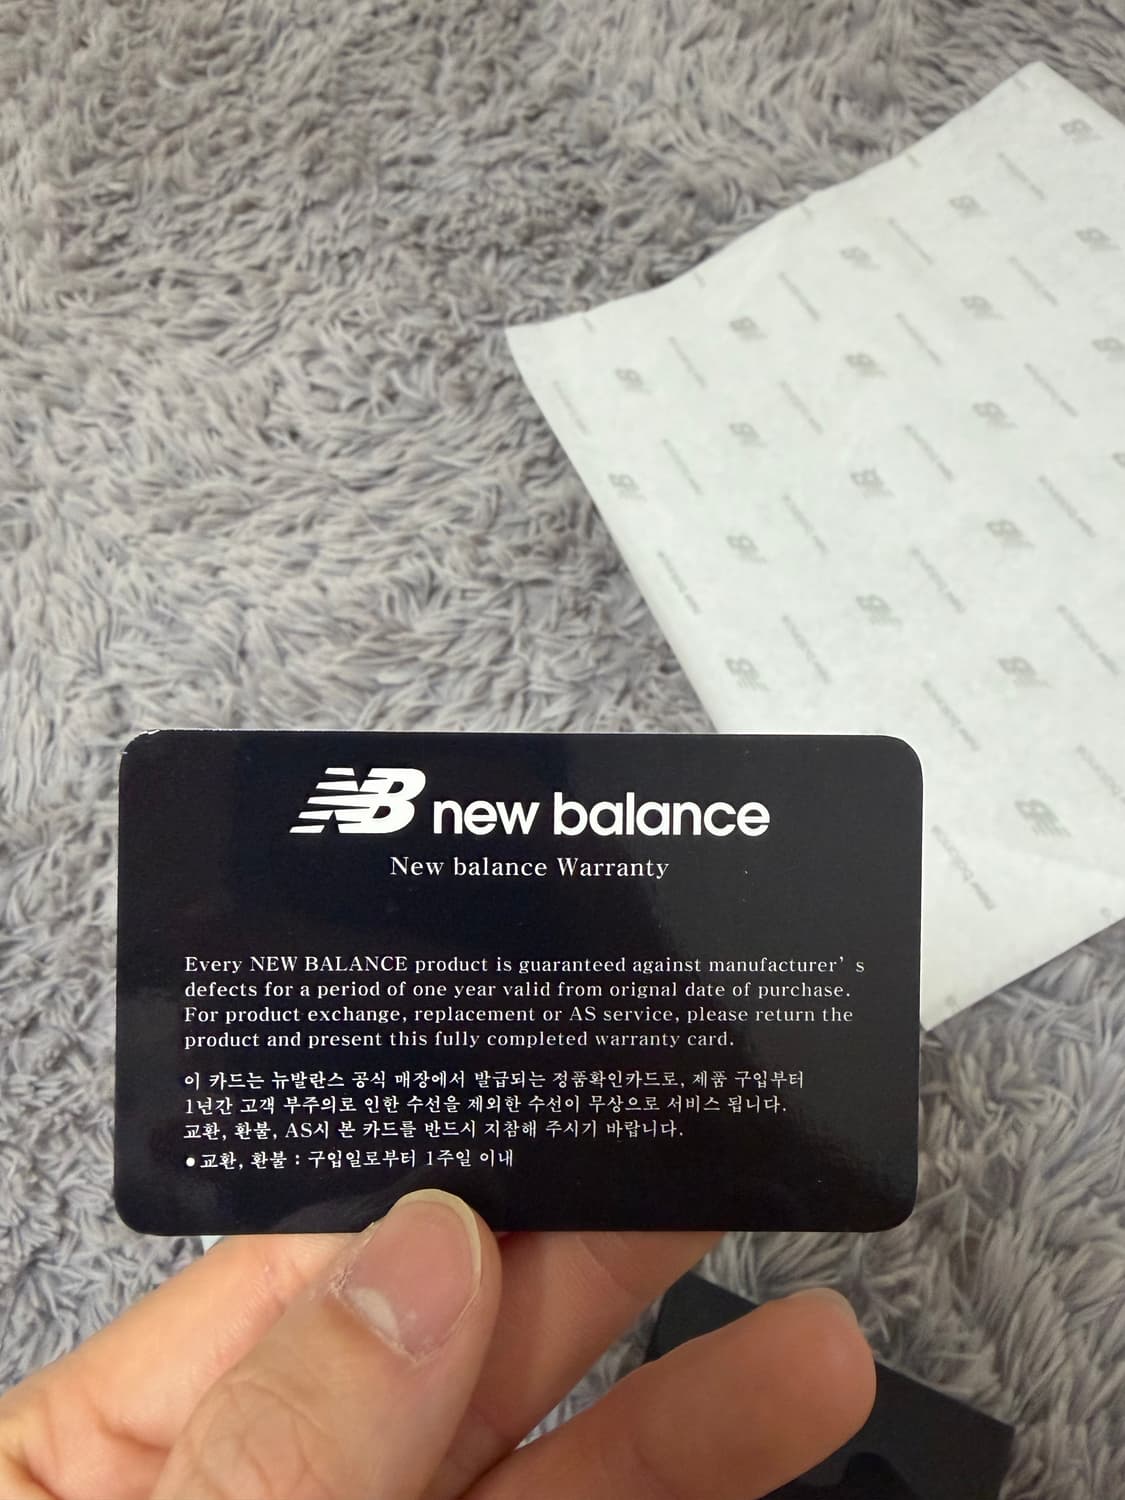 NB new balance
New balance Warranty
Every NEW BALANCE product is guaranteed against manufacturer’ s
defects for a period of one year valid from orignal date of purchase.
For product exchange, replacement or AS service, please return the
product and present this fully completed warranty card.
이 카드는 뉴발란스 공식 매장에서 발급되는 정품확인카드로, 제품 구입부터
1년간 고객 부주의로 인한 수선을 제외한 수선이 무상으로 서비스 됩니다.
교환, 환불, AS시 본 카드를 반드시 지참해 주시기 바랍니다.
●교환, 환불 : 구입일로부터 1주일 이내